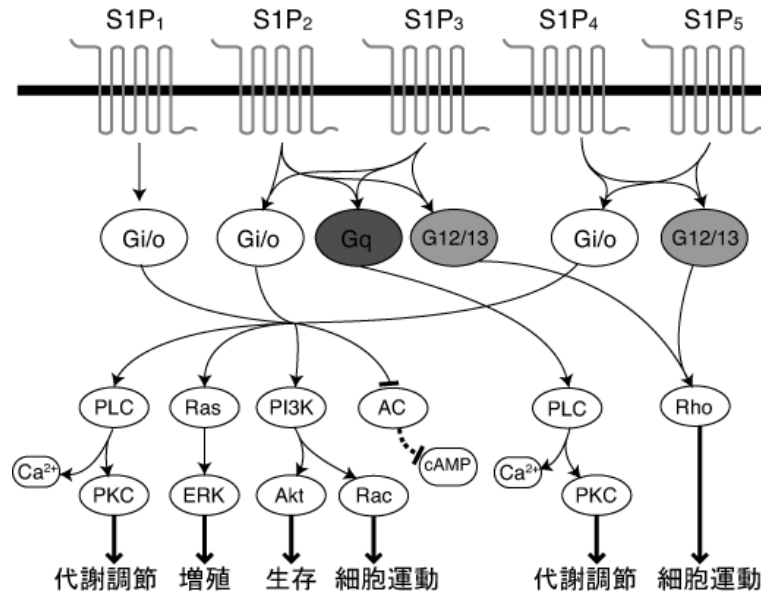 S1P₁ S1P₂ S1P₃ S1P₄ S1P₅
Gi/o Gi/o Gq G12/13 Gi/o G12/13
PLC Ras PI3K AC PLC Rho
Ca²⁺ cAMP Ca²⁺
PKC ERK Akt Rac PKC
代謝調節 増殖 生存 細胞運動 代謝調節 細胞運動